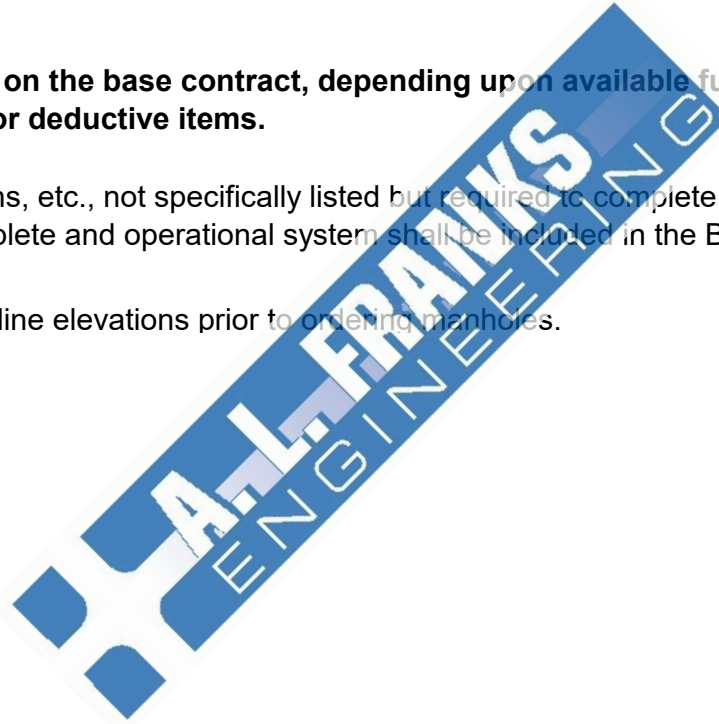 on the base contract, depending upon available fu
or deductive items.
ns, etc., not specifically listed but required to complete
plete and operational system shall be included in the B
line elevations prior to ordering manholes.
A. L. FRANKS
ENGINEERING